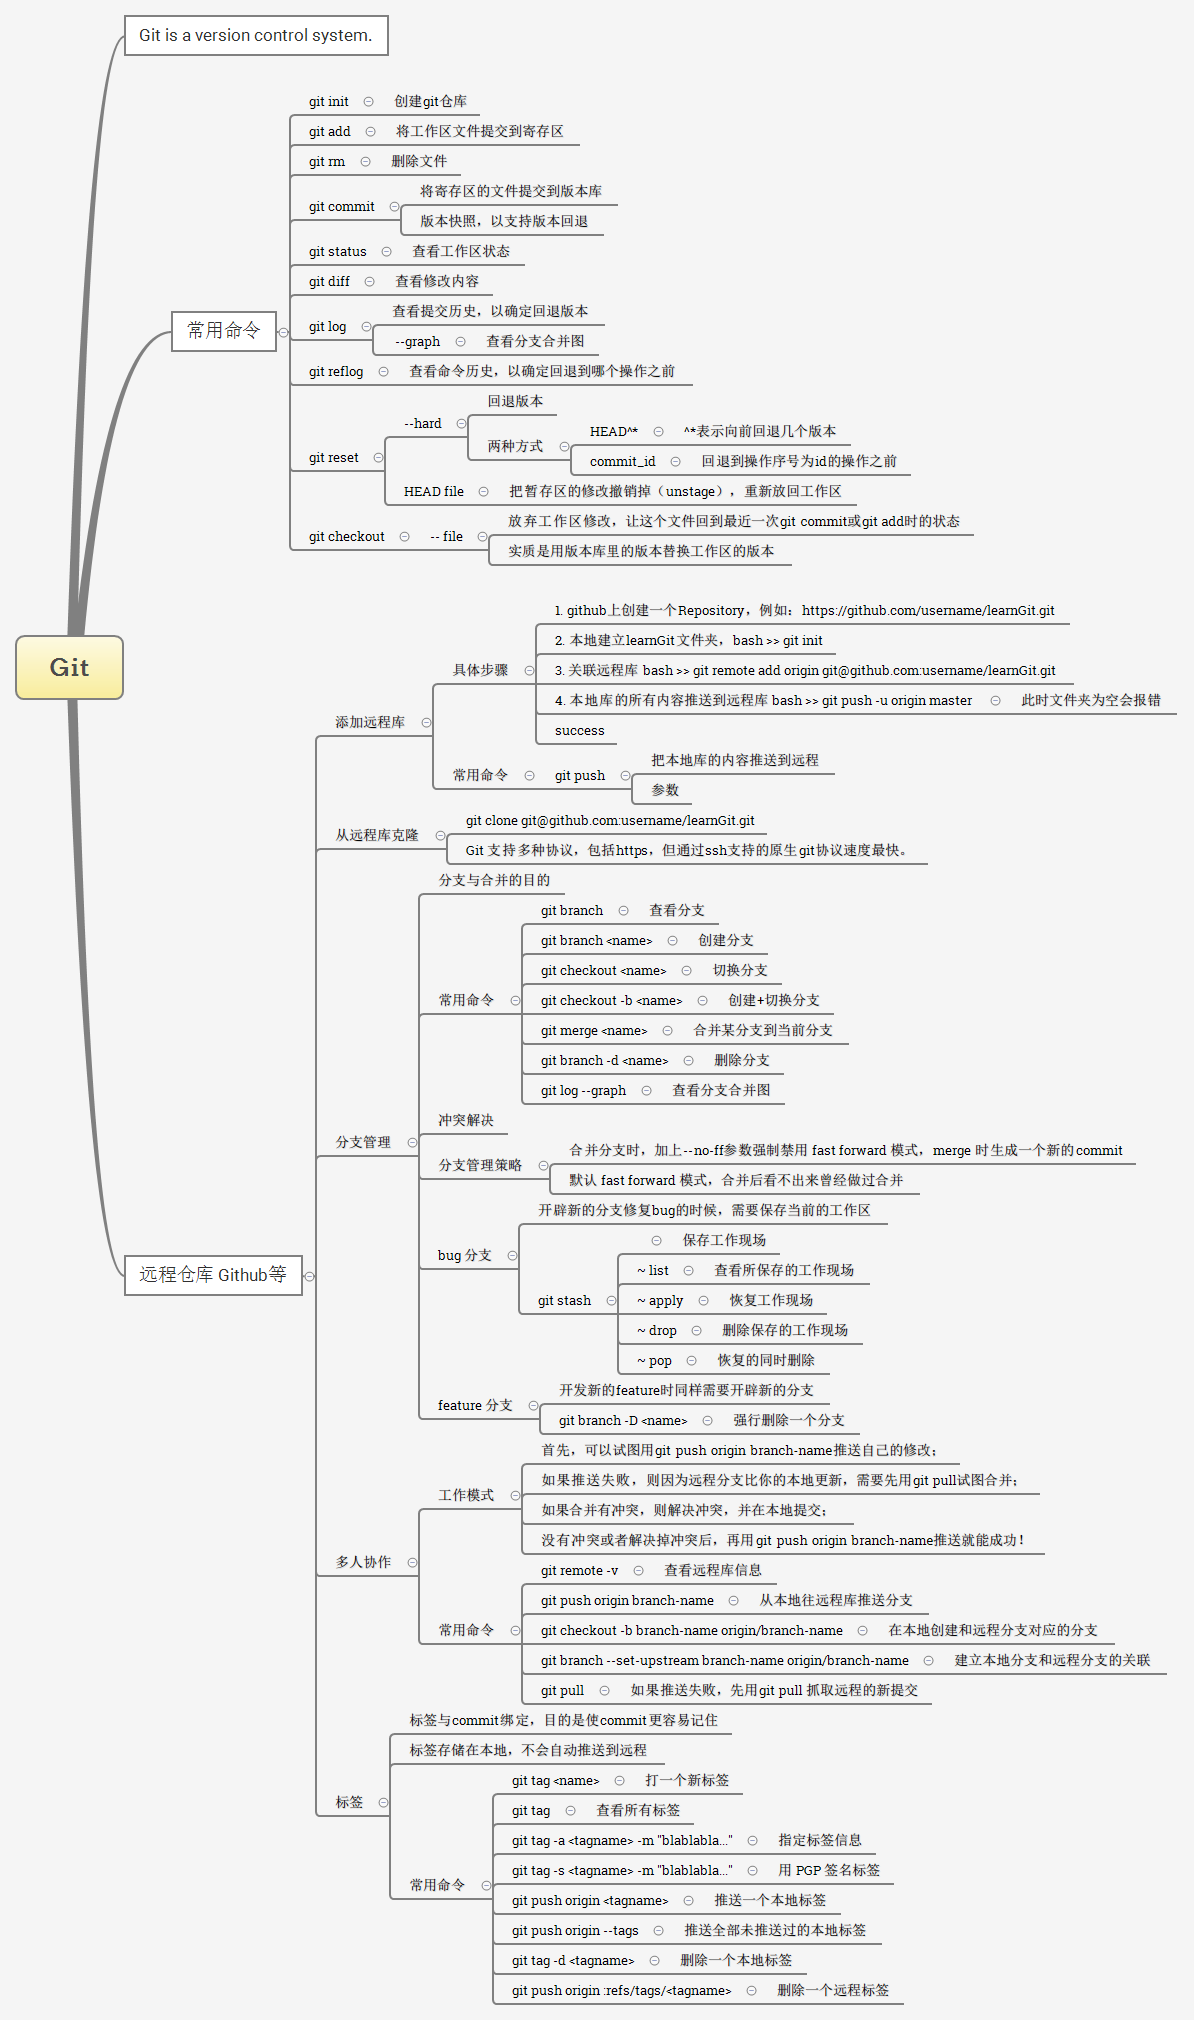 Git is a version control system.
git init 创建git仓库
git add 将工作区文件提交到寄存区
git rm 删除文件
将寄存区的文件提交到版本库
git commit
版本快照，以支持版本回退
git status 查看工作区状态
git diff 查看修改内容
查看提交历史，以确定回退版本
git log
常用命令
--graph 查看分支合并图
git reflog 查看命令历史，以确定回退到哪个操作之前
回退版本
--hard
HEAD^* ^*表示向前回退几个版本
两种方式
git reset
commit_id 回退到操作序号为id的操作之前
HEAD file 把暂存区的修改撤销掉（unstage），重新放回工作区
放弃工作区修改，让这个文件回到最近一次git commit或git add时的状态
git checkout -- file
实质是用版本库里的版本替换工作区的版本
1. github上创建一个Repository，例如：https://github.com/username/learnGit.git
2. 本地建立learnGit文件夹，bash >> git init
Git
具体步骤
3. 关联远程库 bash >> git remote add origin git@github.com:username/learnGit.git
4. 本地库的所有内容推送到远程库 bash >> git push -u origin master 此时文件夹为空会报错
添加远程库
success
把本地库的内容推送到远程
常用命令 git push
参数
git clone git@github.com:username/learnGit.git
从远程库克隆
Git 支持多种协议，包括https，但通过ssh支持的原生git协议速度最快。
分支与合并的目的
git branch 查看分支
git branch <name> 创建分支
git checkout <name> 切换分支
常用命令
git checkout -b <name> 创建+切换分支
git merge <name> 合并某分支到当前分支
git branch -d <name> 删除分支
git log --graph 查看分支合并图
冲突解决
分支管理
合并分支时，加上--no-ff参数强制禁用 fast forward 模式，merge 时生成一个新的commit
分支管理策略
默认 fast forward 模式，合并后看不出来曾经做过合并
开辟新的分支修复bug的时候，需要保存当前的工作区
保存工作现场
bug 分支
~ list 查看所保存的工作现场
远程仓库 Github等
git stash
~ apply 恢复工作现场
~ drop 删除保存的工作现场
~ pop 恢复的同时删除
开发新的feature时同样需要开辟新的分支
feature 分支
git branch -D <name> 强行删除一个分支
首先，可以试图用git push origin branch-name推送自己的修改；
如果推送失败，则因为远程分支比你的本地更新，需要先用git pull试图合并；
工作模式
如果合并有冲突，则解决冲突，并在本地提交；
没有冲突或者解决掉冲突后，再用git push origin branch-name推送就能成功！
多人协作
git remote -v 查看远程库信息
git push origin branch-name 从本地往远程库推送分支
常用命令
git checkout -b branch-name origin/branch-name 在本地创建和远程分支对应的分支
git branch --set-upstream branch-name origin/branch-name 建立本地分支和远程分支的关联
git pull 如果推送失败，先用git pull 抓取远程的新提交
标签与commit绑定，目的是使commit更容易记住
标签存储在本地，不会自动推送到远程
标签
git tag <name> 打一个新标签
git tag 查看所有标签
git tag -a <tagname> -m "blablabla..." 指定标签信息
git tag -s <tagname> -m "blablabla..." 用 PGP 签名标签
常用命令
git push origin <tagname> 推送一个本地标签
git push origin --tags 推送全部未推送过的本地标签
git tag -d <tagname> 删除一个本地标签
git push origin :refs/tags/<tagname> 删除一个远程标签